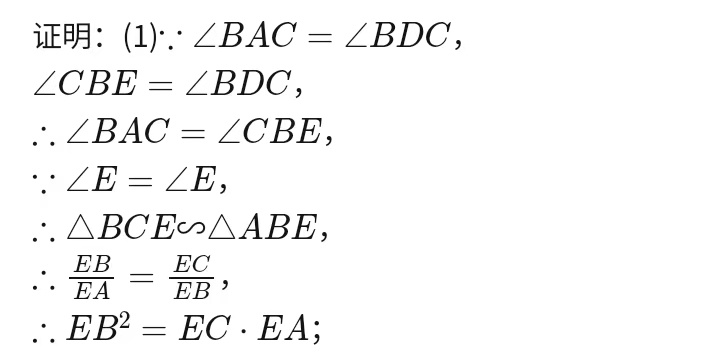 证明：(1)∵ ∠BAC = ∠BDC，
∠CBE = ∠BDC，
∴ ∠BAC = ∠CBE，
∵ ∠E = ∠E，
∴ △BCE∽△ABE，
∴ EB/EA = EC/EB，
∴ EB² = EC · EA；